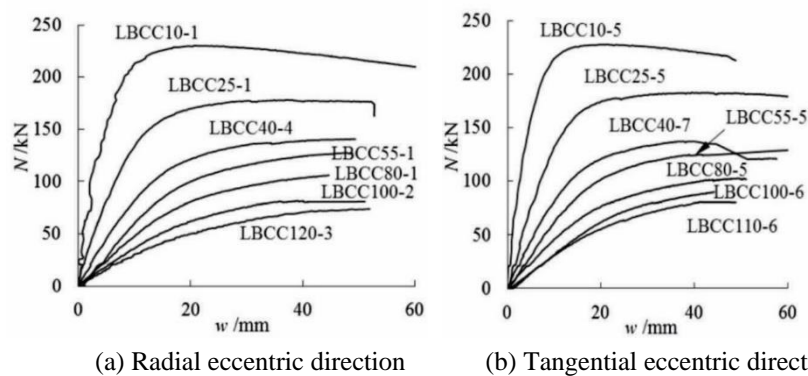 250
200
150
100
50
0
N/kN
LBCC10-1
LBCC25-1
LBCC40-4
LBCC55-1
LBCC80-1
LBCC100-2
LBCC120-3
0 20 40 60
w /mm
(a) Radial eccentric direction
250
200
150
100
50
0
N/kN
LBCC10-5
LBCC25-5
LBCC55-5
LBCC40-7
LBCC80-5
LBCC100-6
LBCC110-6
0 20 40 60
w /mm
(b) Tangential eccentric direct